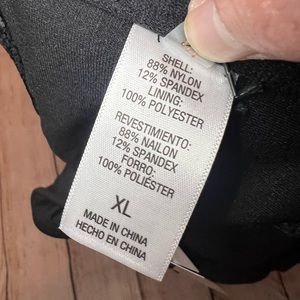 SHELL:
88% NYLON
12% SPANDEX
LINING:
100% POLYESTER
REVESTIMIENTO:
88% NAILON
12% SPANDEX
FORRO:
100% POLIÉSTER
XL
MADE IN CHINA
HECHO EN CHINA